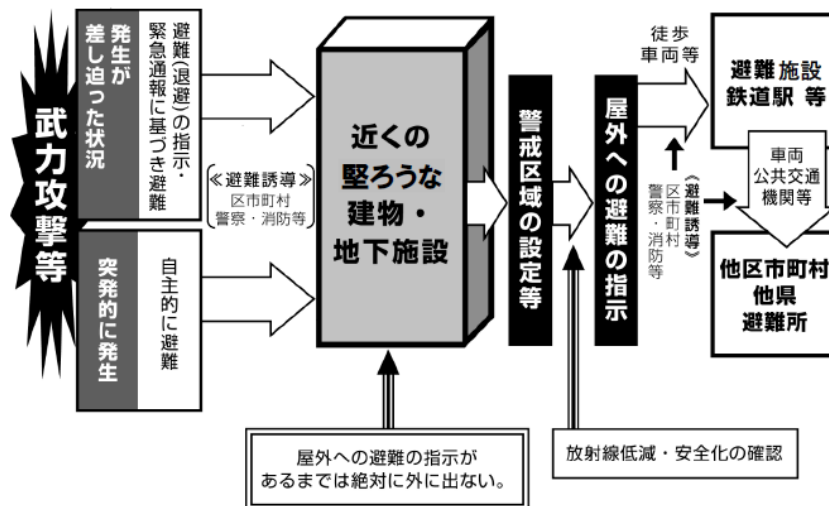 武力攻撃等
発生が
差し迫った状況
避難(退避)の指示・
緊急通報に基づき避難
突発的に発生
自主的に避難
《避難誘導》
区市町村
警察・消防等
近くの
堅ろうな
建物・
地下施設
屋外への避難の指示が
あるまでは絶対に外に出ない。
警戒区域の設定等
放射線低減・安全化の確認
屋外への避難の指示
徒歩
車両等
《避難誘導》
区市町村
警察・消防等
避難施設
鉄道駅 等
車両
公共交通
機関等
他区市町村
他県
避難所